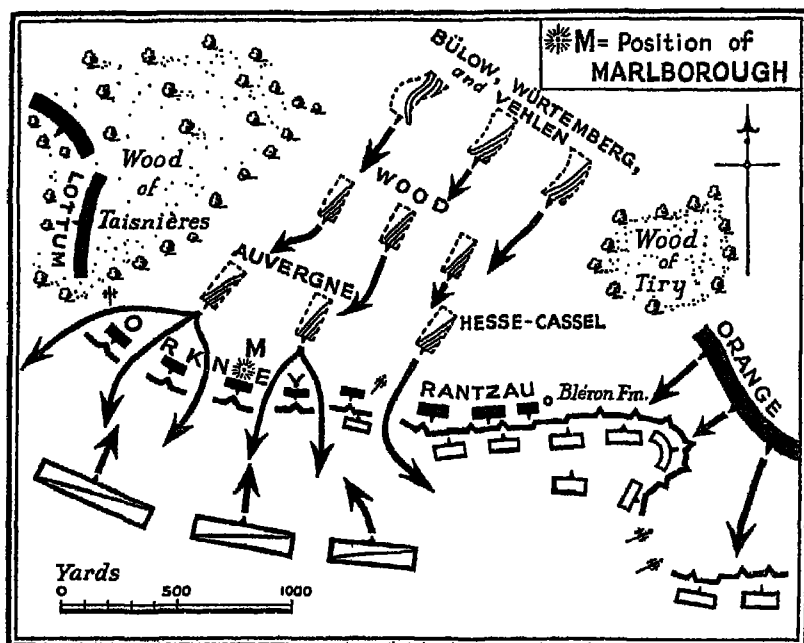 M = Position of
MARLBOROUGH
BÜLOW, WÜRTEMBERG,
and VEHLEN
Wood
of
Taisnières
LOTTUM
WOOD
AUVERGNE
Wood
of
Tiry
HESSE-CASSEL
ORANGE
ORKNEY
M
RANTZAU
Bléron Fm.
Yards
0 500 1000